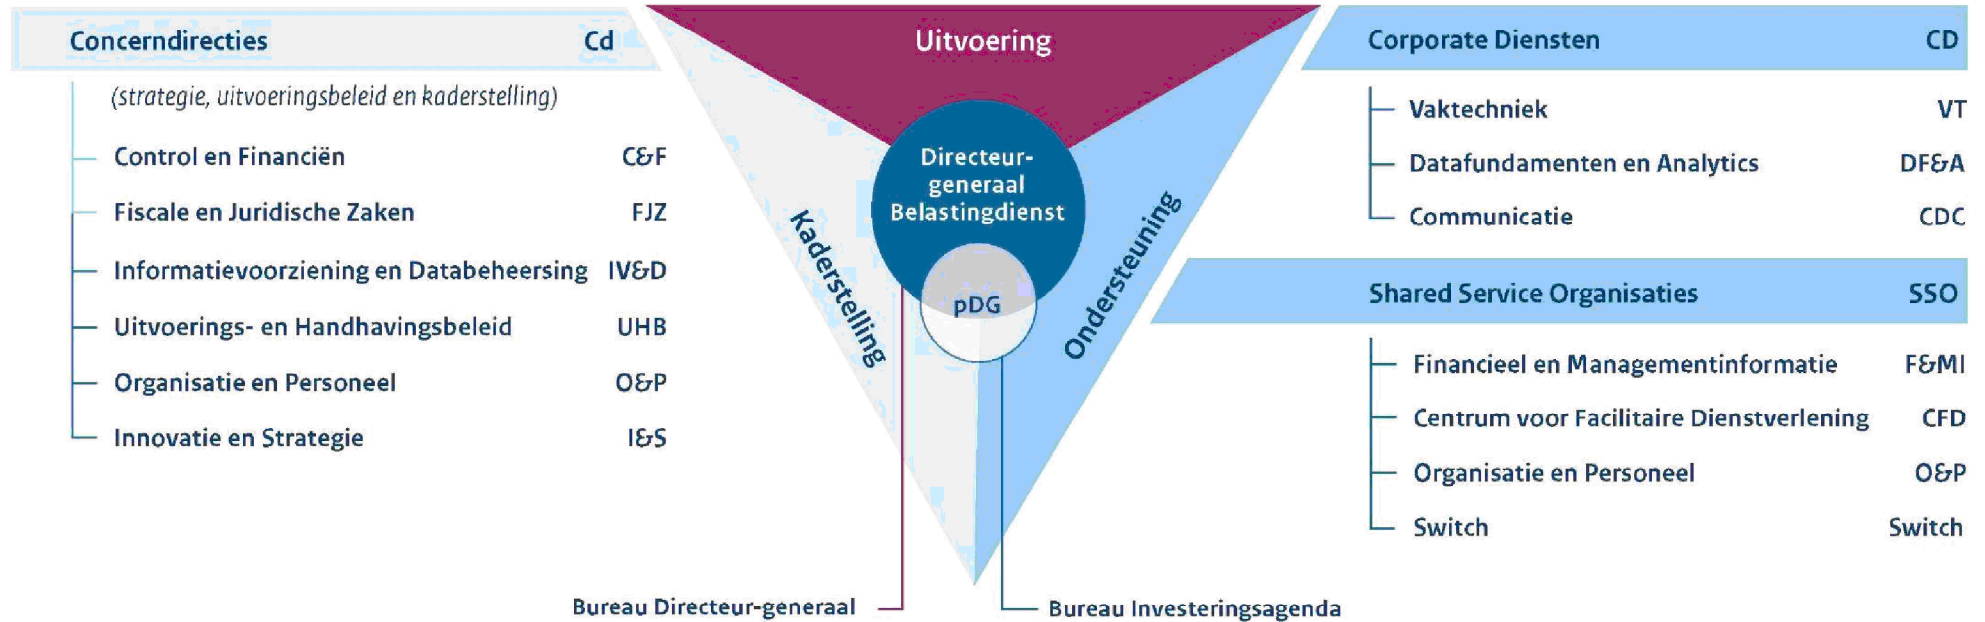 Concerndirecties Cd
(strategie, uitvoeringsbeleid en kaderstelling)
Control en Financiën C&F
Fiscale en Juridische Zaken FJZ
Informatievoorziening en Databeheersing IV&D
Uitvoerings- en Handhavingsbeleid UHB
Organisatie en Personeel O&P
Innovatie en Strategie I&S
Uitvoering
Directeur-
generaal
Belastingdienst
pDG
Kaderstelling
Ondersteuning
Bureau Directeur-generaal
Bureau Investeringsagenda
Corporate Diensten CD
Vaktechniek VT
Datafundamenten en Analytics DF&A
Communicatie CDC
Shared Service Organisaties SSO
Financieel en Managementinformatie F&MI
Centrum voor Facilitaire Dienstverlening CFD
Organisatie en Personeel O&P
Switch Switch